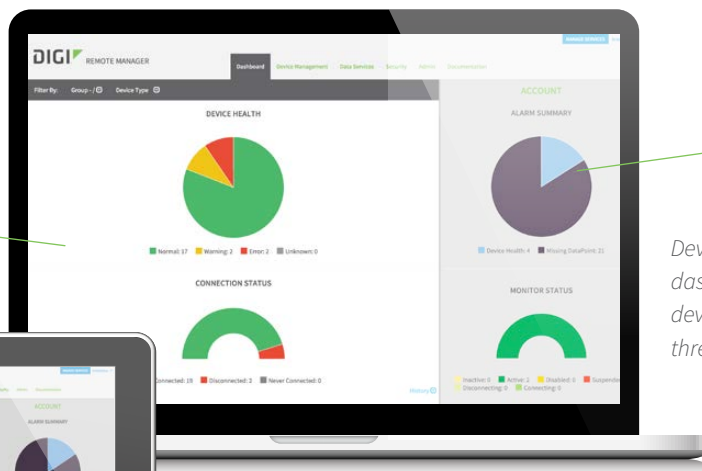 MANAGE SERVICES
DIGI REMOTE MANAGER
Dashboard Device Management Data Services Security Admin Documentation
Filter By: Group - / Device Type
ACCOUNT
DEVICE HEALTH
ALARM SUMMARY
Normal: 17 Warning: 2 Error: 2 Unknown: 0
Device Health: 4 Missing DataPoint: 21
CONNECTION STATUS
MONITOR STATUS
Connected: 19 Disconnected: 2 Never Connected: 0
History
Inactive: 0 Active: 2 Disabled: 0 Suspende
Disconnecting: 0 Connecting: 0
Dev
das
dev
thre
ACCOUNT
ALARM SUMMARY